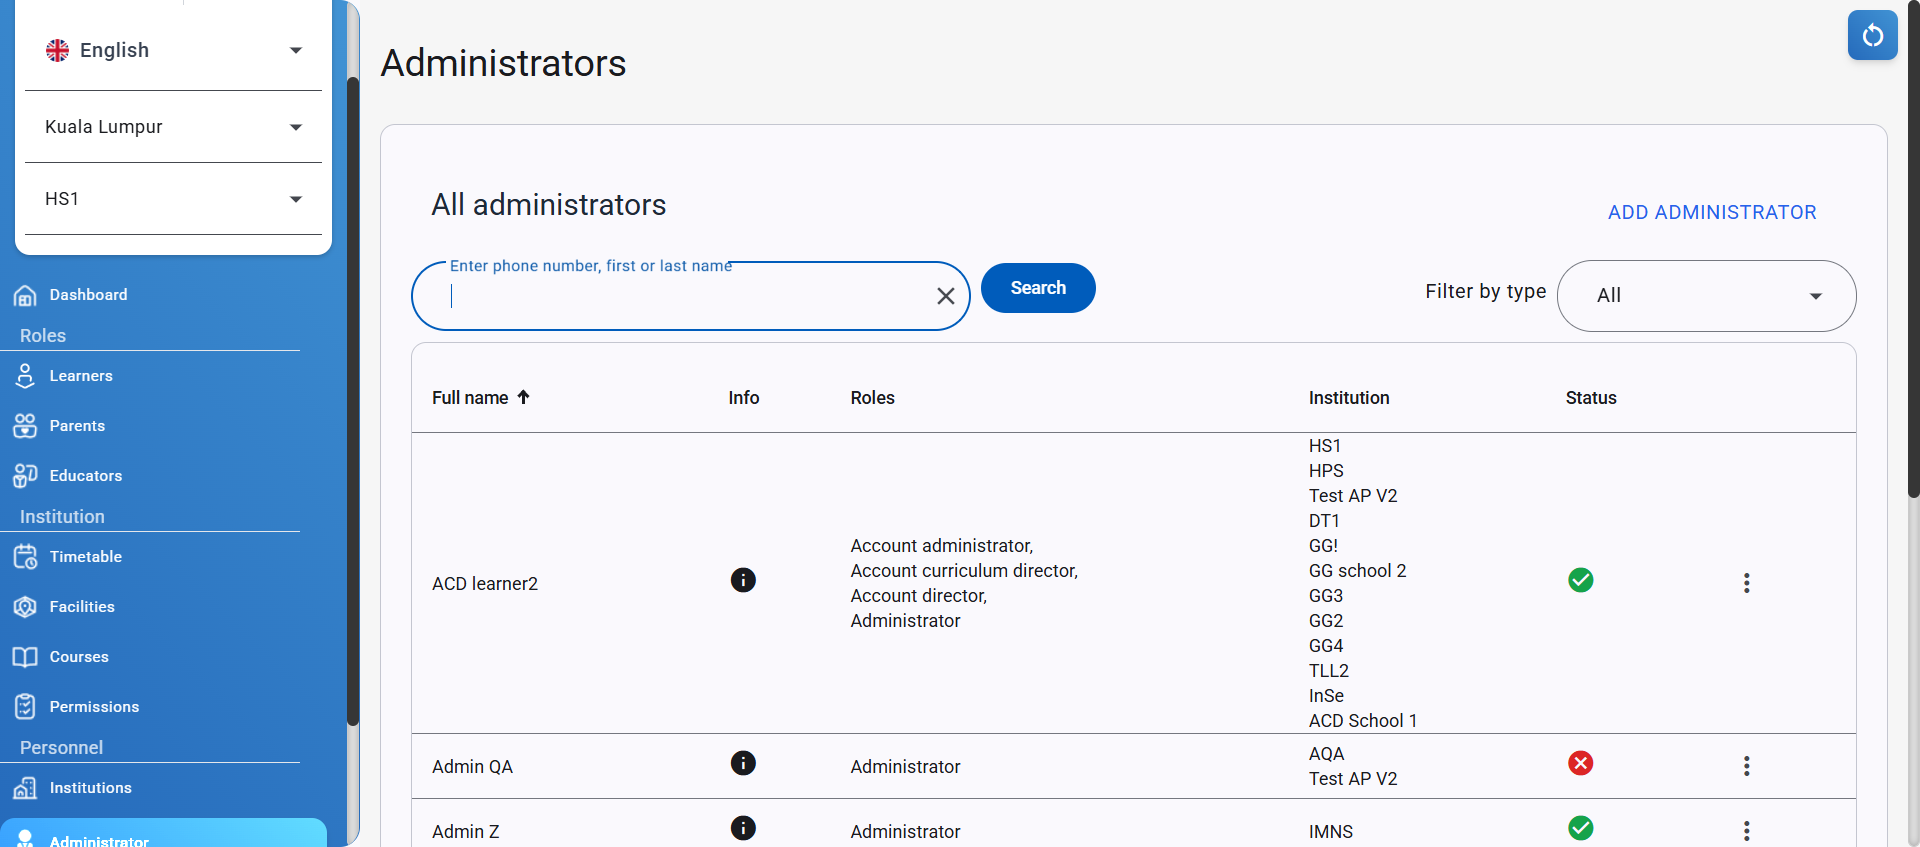 English
Kuala Lumpur
HS1
Dashboard
Roles
Learners
Parents
Educators
Institution
Timetable
Facilities
Courses
Permissions
Personnel
Institutions
Administrator
Administrators
All administrators
ADD ADMINISTRATOR
Enter phone number, first or last name
Search
Filter by type
All
Full name
Info
Roles
Institution
Status
ACD learner2
Account administrator,
Account curriculum director,
Account director,
Administrator
HS1
HPS
Test AP V2
DT1
GG!
GG school 2
GG3
GG2
GG4
TLL2
InSe
ACD School 1
Admin QA
Administrator
AQA
Test AP V2
Admin Z
Administrator
IMNS